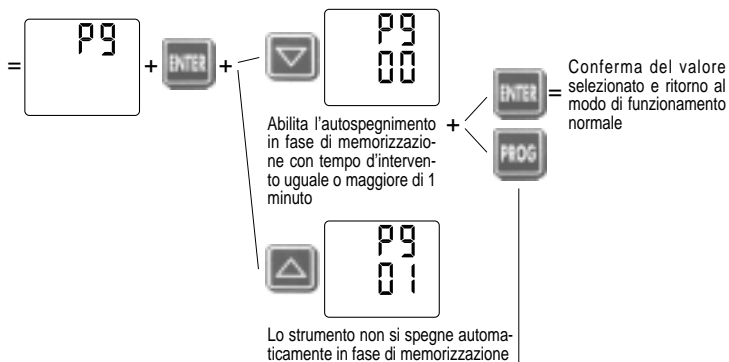 = P9 + ENTER +
P9
00
Abilita l'autospegnimento
in fase di memorizzazio-
ne con tempo d'interven-
to uguale o maggiore di 1
minuto
+
ENTER =
PROG
Conferma del valore
selezionato e ritorno al
modo di funzionamento
normale
P9
01
Lo strumento non si spegne automa-
ticamente in fase di memorizzazione